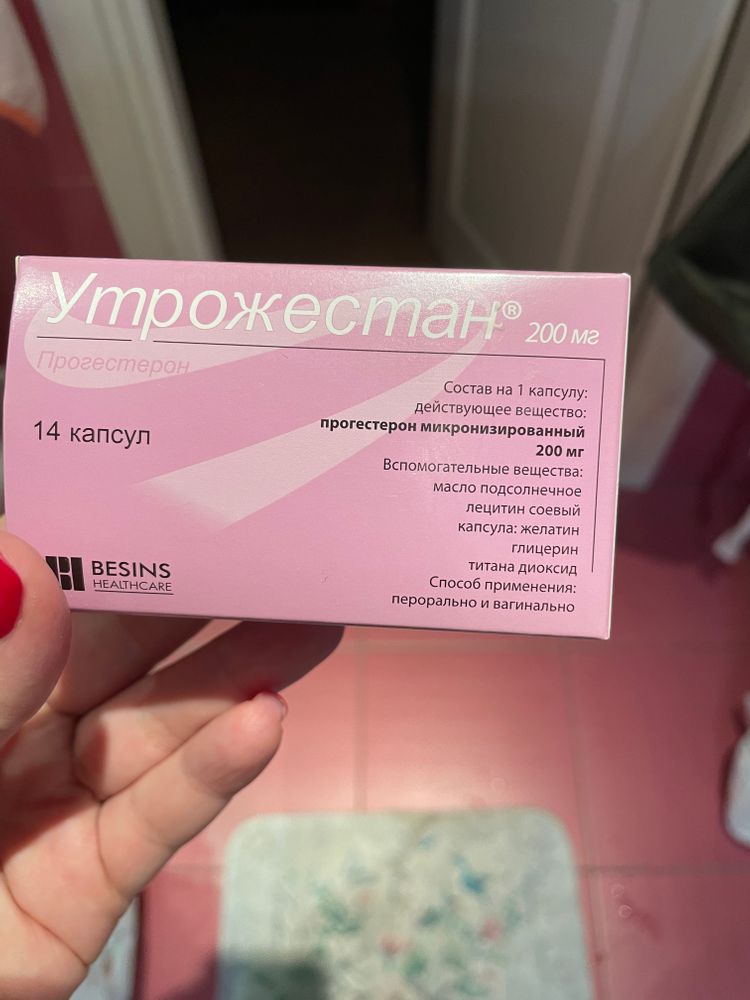 Утрожестан® 200 мг
Прогестерон
14 капсул
Состав на 1 капсулу:
действующее вещество:
прогестерон микронизированный
200 мг
Вспомогательные вещества:
масло подсолнечное
лецитин соевый
капсула: желатин
глицерин
титана диоксид
Способ применения:
перорально и вагинально
BESINS
HEALTHCARE